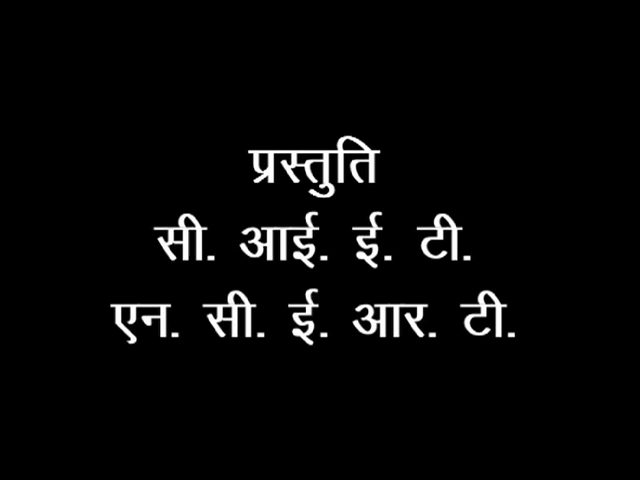 प्रस्तुति
सी. आई. ई. टी.
एन. सी. ई. आर. टी.